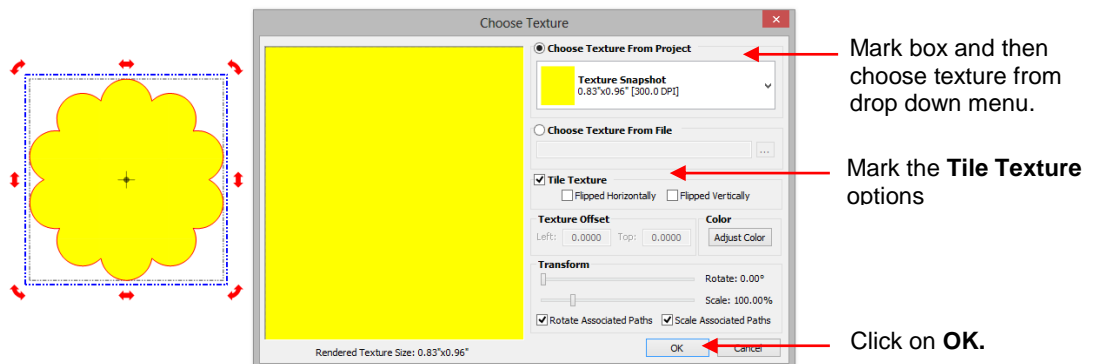 Choose Texture
Choose Texture From Project
Texture Snapshot
0.83"x0.96" [300.0 DPI]
Choose Texture From File
...
Tile Texture
Flipped Horizontally Flipped Vertically
Texture Offset
Left: 0.0000 Top: 0.0000
Color
Adjust Color
Transform
Rotate: 0.00°
Scale: 100.00%
Rotate Associated Paths Scale Associated Paths
Rendered Texture Size: 0.83"x0.96"
OK Cancel
Mark box and then
choose texture from
drop down menu.
Mark the Tile Texture
options
Click on OK.